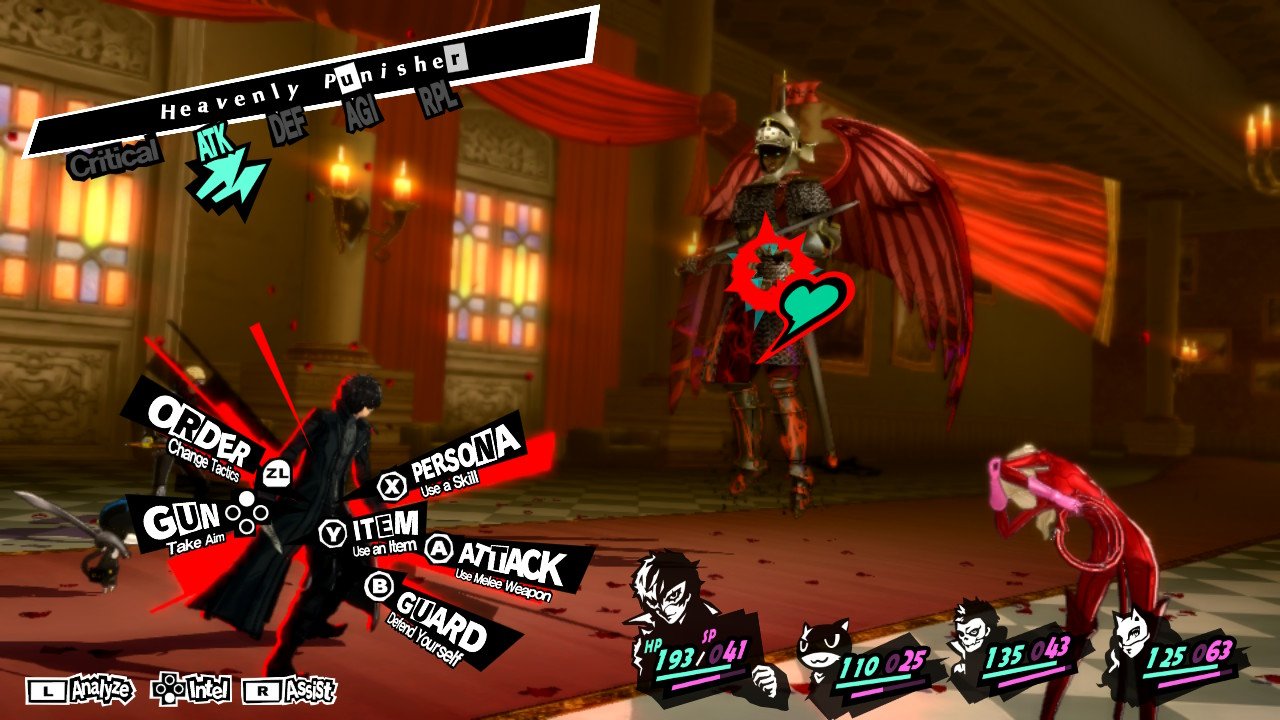 Heavenly Punisher
Critical
ATK
DEF
AGI
RPL
ORDER
Change Tactics
ZL
GUN
Take Aim
X PERSONA
Use a Skill
Y ITEM
Use an Item
A ATTACK
Use Melee Weapon
B GUARD
Defend Yourself
HP SP
193/041
110 025
135 043
125 063
L Analyze
Intel
R Assist